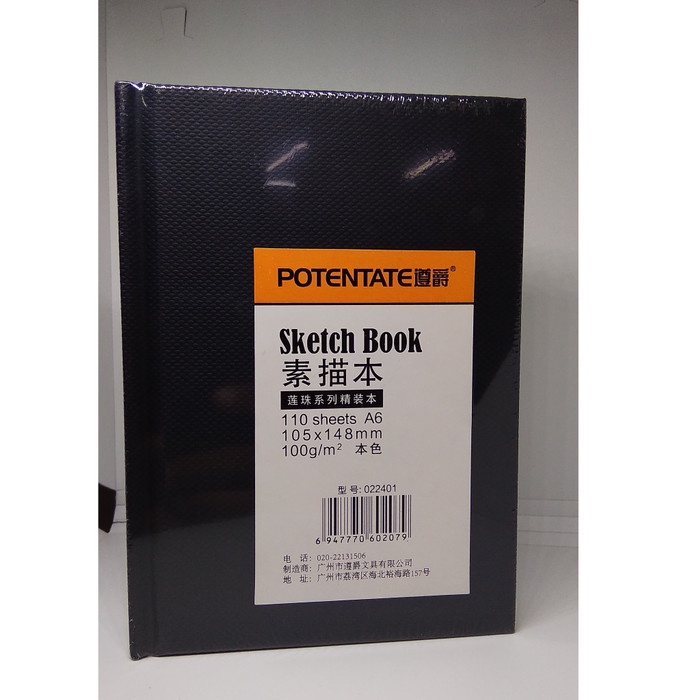 POTENTATE遵爵®
Sketch Book
素描本
莲珠系列精装本
110 sheets A6
105x148mm
100g/m² 本色
型号:022401
6 947770 602079
电 话: 020-22131506
制造商: 广州市遵爵文具有限公司
地 址: 广州市荔湾区海北裕海路157号